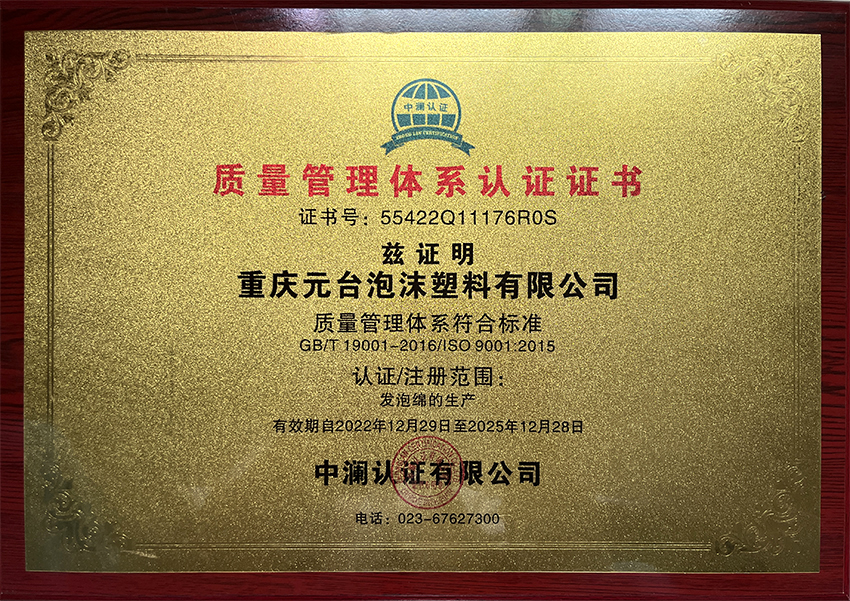 中澜认证
ZHONG LAN CERTIFICATION
质量管理体系认证证书
证书号：55422Q11176R0S
兹证明
重庆元台泡沫塑料有限公司
质量管理体系符合标准
GB/T 19001-2016/ISO 9001:2015
认证/注册范围：
发泡绵的生产
有效期自2022年12月29日至2025年12月28日
中澜认证有限公司
电话：023-67627300